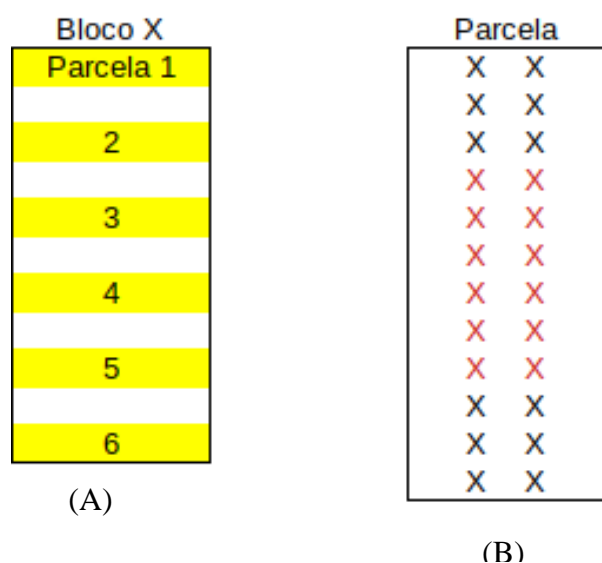 Bloco X
Parcela 1
2
3
4
5
6
(A)
Parcela
X X
X X
X X
X X
X X
X X
X X
X X
X X
X X
X X
X X
(B)